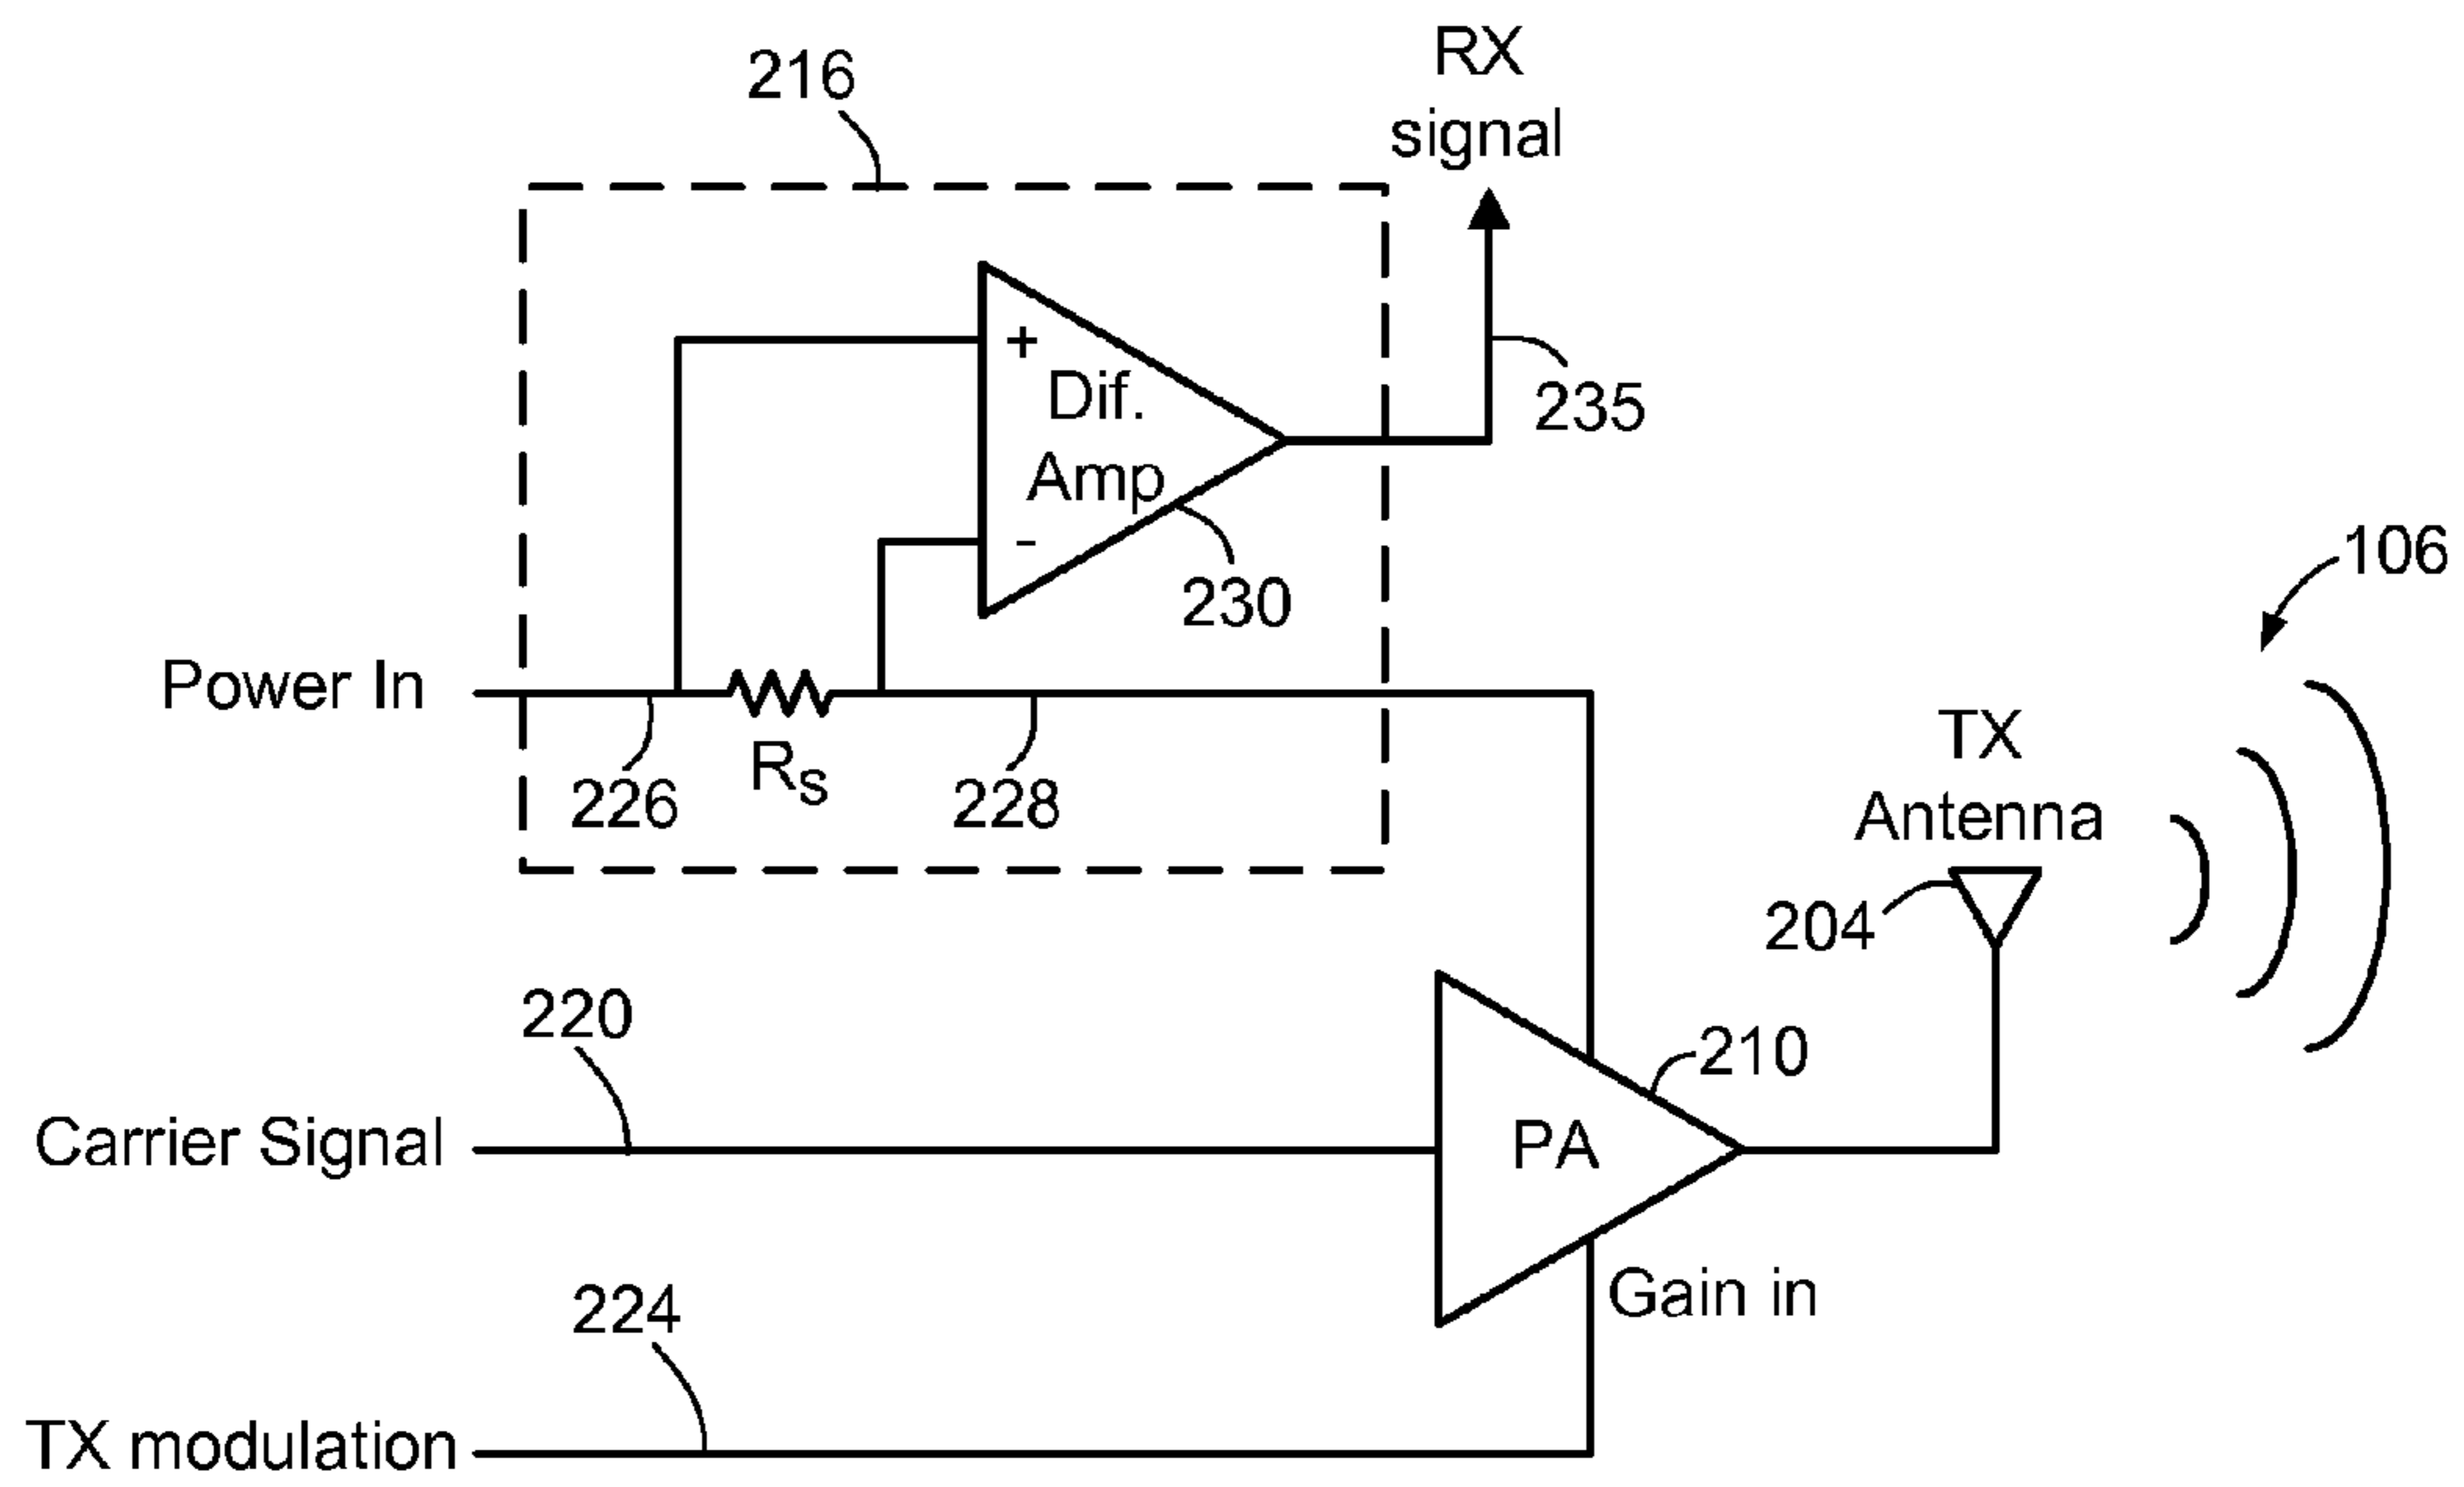 216
RX
signal
+
Dif.
Amp
-
235
230
106
Power In
226
Rs
228
TX
Antenna
204
220
210
Carrier Signal
PA
224
Gain in
TX modulation